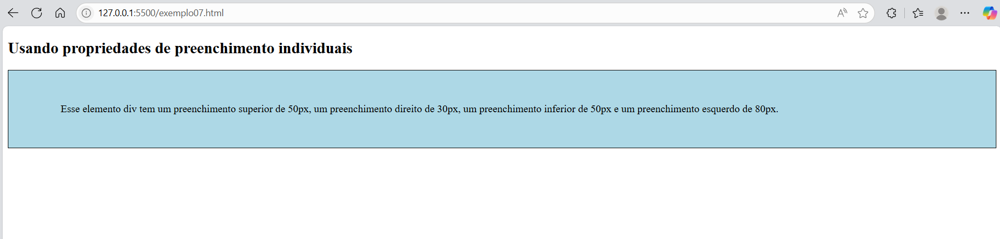 127.0.0.1:5500/exemplo07.html
Usando propriedades de preenchimento individuais
Esse elemento div tem um preenchimento superior de 50px, um preenchimento direito de 30px, um preenchimento inferior de 50px e um preenchimento esquerdo de 80px.